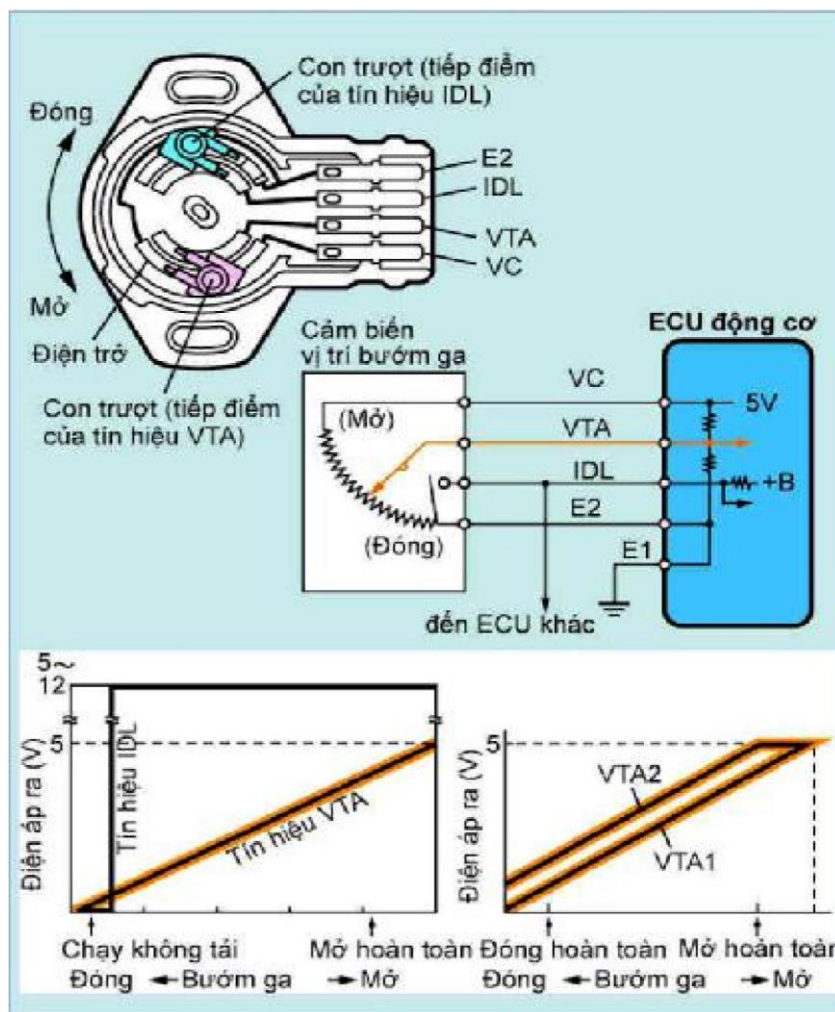 Con trượt (tiếp điểm
của tín hiệu IDL)
Đóng
E2
IDL
VTA
VC
Mở
Điện trở
Con trượt (tiếp điểm
của tín hiệu VTA)
Cảm biến
vị trí bướm ga
ECU động cơ
VC
5V
(Mở)
VTA
IDL
+B
E2
(Đóng)
E1
đến ECU khác
5~
12
5
Điện áp ra (V)
Tín hiệu IDL
Tín hiệu VTA
Chạy không tải
Mở hoàn toàn
Đóng ←Bướm ga →Mở
5
Điện áp ra (V)
VTA2
VTA1
Đóng hoàn toàn
Mở hoàn toàn
Đóng ←Bướm ga →Mở